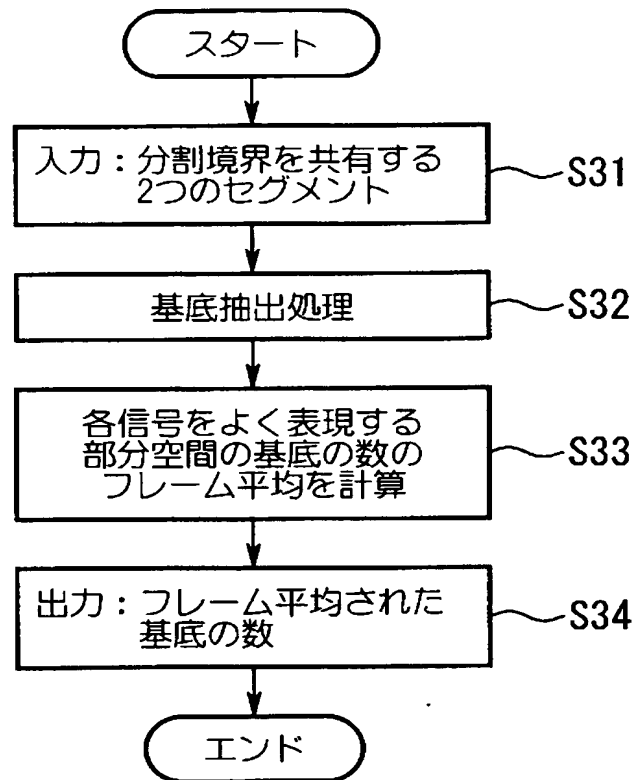 スタート
入力：分割境界を共有する
2つのセグメント
S31
基底抽出処理
S32
各信号をよく表現する
部分空間の基底の数の
フレーム平均を計算
S33
出力：フレーム平均された
基底の数
S34
エンド